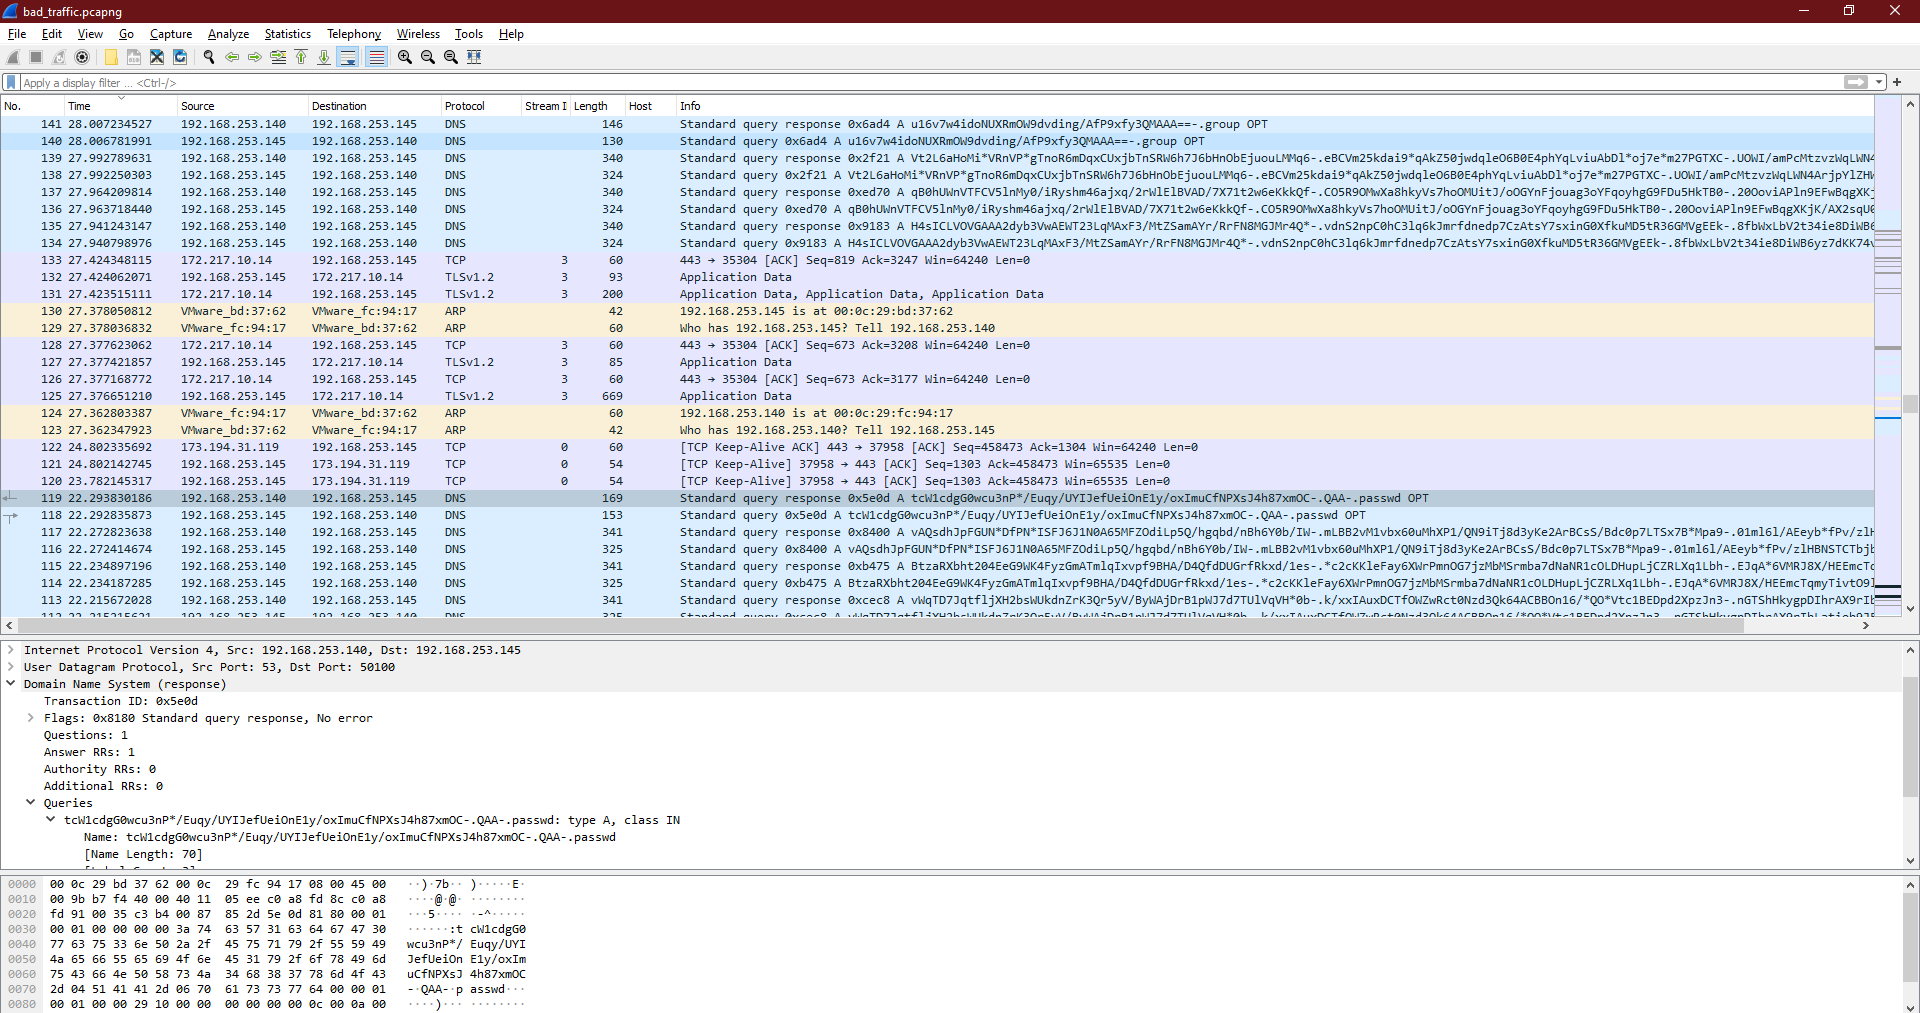 bad_traffic.pcapng
File Edit View Go Capture Analyze Statistics Telephony Wireless Tools Help
Apply a display filter ... <Ctrl-/>
No. Time Source Destination Protocol Stream I Length Host Info
141 28.007234527 192.168.253.140 192.168.253.145 DNS 146 Standard query response 0x6ad4 A u16v7w4idoNUXRmOW9dvding/AfP9xfy3QMAAA==-.group OPT
140 28.006781991 192.168.253.145 192.168.253.140 DNS 130 Standard query 0x6ad4 A u16v7w4idoNUXRmOW9dvding/AfP9xfy3QMAAA==-.group OPT
139 27.992789631 192.168.253.140 192.168.253.145 DNS 340 Standard query response 0x2f21 A Vt2L6aHoMi*VRnVP*gTnoR6mDqxCUxjbTnSRW6h7J6bHnObEjuouLMMq6-.eBCVm25kdai9*qAkZ50jwdqleO6B0E4phYqLviuAbDl*oj7e*m27PGTXC-.UOWI/amPcMtzvzWqLWN4
138 27.992250303 192.168.253.145 192.168.253.140 DNS 324 Standard query 0x2f21 A Vt2L6aHoMi*VRnVP*gTnoR6mDqxCUxjbTnSRW6h7J6bHnObEjuouLMMq6-.eBCVm25kdai9*qAkZ50jwdqleO6B0E4phYqLviuAbDl*oj7e*m27PGTXC-.UOWI/amPcMtzvzWqLWN4ArjpYlZHW
137 27.964209814 192.168.253.140 192.168.253.145 DNS 340 Standard query response 0xed70 A qB0hUWnVTFCV5lnMy0/iRyshm46ajxq/2rWlElBVAD/7X71t2w6eKkkQf-.CO5R9OMwXa8hkyVs7hoOMUitJ/oOGYnFjouag3oYFqoyhgG9FDu5HkTB0-.20OoviAPln9EFwBqgXKj
136 27.963718440 192.168.253.145 192.168.253.140 DNS 324 Standard query 0xed70 A qB0hUWnVTFCV5lnMy0/iRyshm46ajxq/2rWlElBVAD/7X71t2w6eKkkQf-.CO5R9OMwXa8hkyVs7hoOMUitJ/oOGYnFjouag3oYFqoyhgG9FDu5HkTB0-.20OoviAPln9EFwBqgXKjK/AX2sqU0
135 27.941243147 192.168.253.140 192.168.253.145 DNS 340 Standard query response 0x9183 A H4sICLVOVGAAA2dyb3VwAEWT23LqMAxF3/MtZSamAYr/RrFN8MGJMr4Q*-.vdnS2npC0hC3lq6kJmrfdnedp7CzAtsY7sxinG0XfkuMD5tR36GMVgEEk-.8fbWxLbV2t34ie8DiWB6
134 27.940798976 192.168.253.145 192.168.253.140 DNS 324 Standard query 0x9183 A H4sICLVOVGAAA2dyb3VwAEWT23LqMAxF3/MtZSamAYr/RrFN8MGJMr4Q*-.vdnS2npC0hC3lq6kJmrfdnedp7CzAtsY7sxinG0XfkuMD5tR36GMVgEEk-.8fbWxLbV2t34ie8DiWB6yz7dKK74v
133 27.424348115 172.217.10.14 192.168.253.145 TCP 3 60 443 → 35304 [ACK] Seq=819 Ack=3247 Win=64240 Len=0
132 27.424062071 192.168.253.145 172.217.10.14 TLSv1.2 3 93 Application Data
131 27.423515111 172.217.10.14 192.168.253.145 TLSv1.2 3 200 Application Data, Application Data, Application Data
130 27.378050812 VMware_bd:37:62 VMware_fc:94:17 ARP 42 192.168.253.145 is at 00:0c:29:bd:37:62
129 27.378036832 VMware_fc:94:17 VMware_bd:37:62 ARP 60 Who has 192.168.253.145? Tell 192.168.253.140
128 27.377623062 172.217.10.14 192.168.253.145 TCP 3 60 443 → 35304 [ACK] Seq=673 Ack=3208 Win=64240 Len=0
127 27.377421857 192.168.253.145 172.217.10.14 TLSv1.2 3 85 Application Data
126 27.377168772 172.217.10.14 192.168.253.145 TCP 3 60 443 → 35304 [ACK] Seq=673 Ack=3177 Win=64240 Len=0
125 27.376651210 192.168.253.145 172.217.10.14 TLSv1.2 3 669 Application Data
124 27.362803387 VMware_fc:94:17 VMware_bd:37:62 ARP 60 192.168.253.140 is at 00:0c:29:fc:94:17
123 27.362347923 VMware_bd:37:62 VMware_fc:94:17 ARP 42 Who has 192.168.253.140? Tell 192.168.253.145
122 24.802335692 173.194.31.119 192.168.253.145 TCP 0 60 [TCP Keep-Alive ACK] 443 → 37958 [ACK] Seq=458473 Ack=1304 Win=64240 Len=0
121 24.802142745 192.168.253.145 173.194.31.119 TCP 0 54 [TCP Keep-Alive] 37958 → 443 [ACK] Seq=1303 Ack=458473 Win=65535 Len=0
120 23.782145317 192.168.253.145 173.194.31.119 TCP 0 54 [TCP Keep-Alive] 37958 → 443 [ACK] Seq=1303 Ack=458473 Win=65535 Len=0
119 22.293830186 192.168.253.140 192.168.253.145 DNS 169 Standard query response 0x5e0d A tcW1cdgG0wcu3nP*/Euqy/UYIJefUeiOnE1y/oxImuCfNPXsJ4h87xmOC-.QAA-.passwd OPT
118 22.292835873 192.168.253.145 192.168.253.140 DNS 153 Standard query 0x5e0d A tcW1cdgG0wcu3nP*/Euqy/UYIJefUeiOnE1y/oxImuCfNPXsJ4h87xmOC-.QAA-.passwd OPT
117 22.272823638 192.168.253.140 192.168.253.145 DNS 341 Standard query response 0x8400 A vAQsdhJpFGUN*DfPN*ISFJ6J1N0A65MFZOdiLp5Q/hgqbd/nBh6Y0b/IW-.mLBB2vM1vbx60uMhXP1/QN9iTj8d3yKe2ArBCsS/Bdc0p7LTSx7B*Mpa9-.01ml6l/AEeyb*fPv/zlH
116 22.272414674 192.168.253.145 192.168.253.140 DNS 325 Standard query 0x8400 A vAQsdhJpFGUN*DfPN*ISFJ6J1N0A65MFZOdiLp5Q/hgqbd/nBh6Y0b/IW-.mLBB2vM1vbx60uMhXP1/QN9iTj8d3yKe2ArBCsS/Bdc0p7LTSx7B*Mpa9-.01ml6l/AEeyb*fPv/zlHBNSTCTbjb
115 22.234897196 192.168.253.140 192.168.253.145 DNS 341 Standard query response 0xb475 A BtzaRXbht204EeG9WK4FyzGmATmlqIxvpf9BHA/D4QfdDUGrfRkxd/1es-.*c2cKKleFay6XWrPmnOG7jzMbMSrmba7dNaNR1cOLDHupLjCZRLXq1Lbh-.EJqA*6VMRJ8X/HEEmcT
114 22.234187285 192.168.253.145 192.168.253.140 DNS 325 Standard query 0xb475 A BtzaRXbht204EeG9WK4FyzGmATmlqIxvpf9BHA/D4QfdDUGrfRkxd/1es-.*c2cKKleFay6XWrPmnOG7jzMbMSrmba7dNaNR1cOLDHupLjCZRLXq1Lbh-.EJqA*6VMRJ8X/HEEmcTqmyTivtO9J
113 22.215672028 192.168.253.140 192.168.253.145 DNS 341 Standard query response 0xcec8 A vWqTD7JqtfljXH2bsWUkdnZrK3Qr5yV/ByWAjDrB1pWJ7d7TUlVqVH*0b-.k/xxIAuxDCTfOWZwRct0Nzd3Qk64ACBBOn16/*QO*Vtc1BEDpd2XpzJn3-.nGTShHkygpDIhrAX9rIb
Internet Protocol Version 4, Src: 192.168.253.140, Dst: 192.168.253.145
User Datagram Protocol, Src Port: 53, Dst Port: 50100
Domain Name System (response)
Transaction ID: 0x5e0d
Flags: 0x8180 Standard query response, No error
Questions: 1
Answer RRs: 1
Authority RRs: 0
Additional RRs: 0
Queries
tcW1cdgG0wcu3nP*/Euqy/UYIJefUeiOnE1y/oxImuCfNPXsJ4h87xmOC-.QAA-.passwd: type A, class IN
Name: tcW1cdgG0wcu3nP*/Euqy/UYIJefUeiOnE1y/oxImuCfNPXsJ4h87xmOC-.QAA-.passwd
[Name Length: 70]
0000 00 0c 29 bd 37 62 00 0c 29 fc 94 17 08 00 45 00 ··)·7b·· )·····E·
0010 00 9b b7 f4 40 00 40 11 05 ee c0 a8 fd 8c c0 a8 ····@·@· ········
0020 fd 91 00 35 c3 b4 00 87 85 2d 5e 0d 81 80 00 01 ···5···· ·-^·····
0030 00 01 00 00 00 00 3a 74 63 57 31 63 64 67 47 30 ······:t cW1cdgG0
0040 77 63 75 33 6e 50 2a 2f 45 75 71 79 2f 55 59 49 wcu3nP*/ Euqy/UYI
0050 4a 65 66 55 65 69 4f 6e 45 31 79 2f 6f 78 49 6d JefUeiOn E1y/oxIm
0060 75 43 66 4e 50 58 73 4a 34 68 38 37 78 6d 4f 43 uCfNPXsJ 4h87xmOC
0070 2d 04 51 41 41 2d 06 70 61 73 73 77 64 00 00 01 -·QAA-·p asswd···
0080 00 01 00 00 29 10 00 00 00 00 00 00 0c 00 0a 00 ····)··· ········